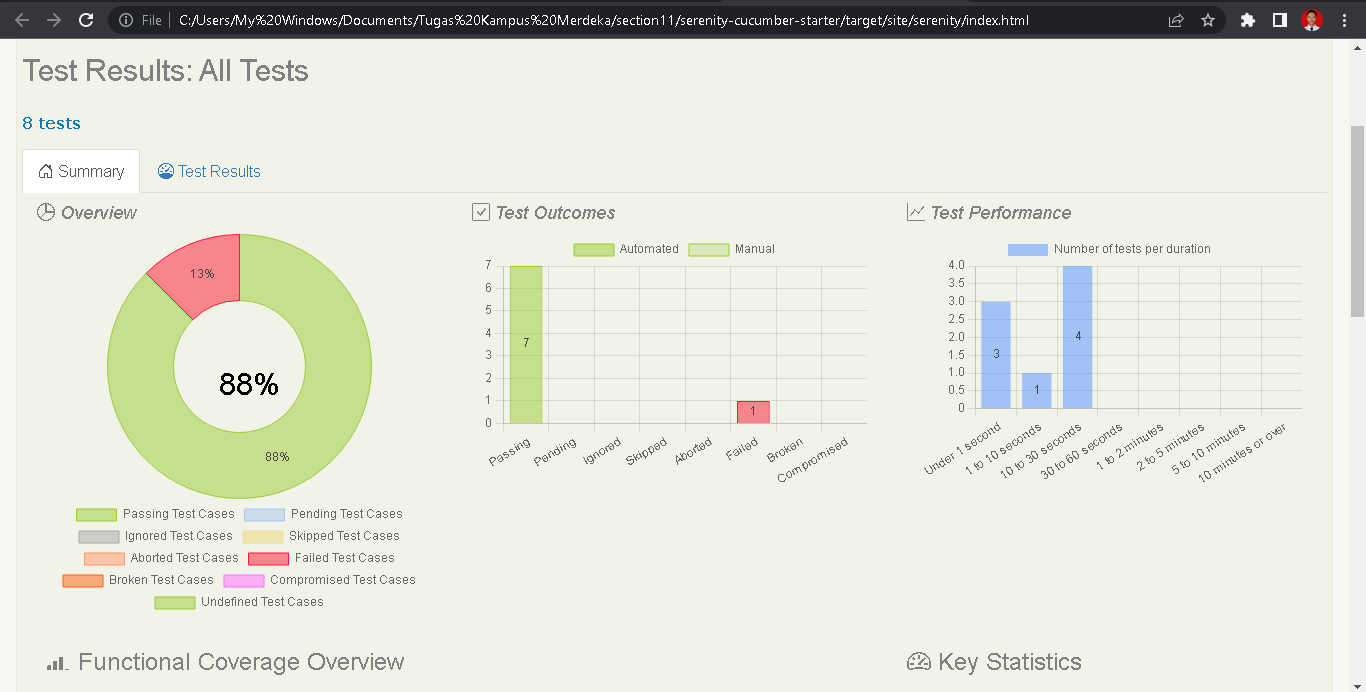 File | C:/Users/My%20Windows/Documents/Tugas%20Kampus%20Merdeka/section11/serenity-cucumber-starter/target/site/serenity/index.html
Test Results: All Tests
8 tests
Summary
Test Results
Overview
13%
88%
88%
Passing Test Cases
Pending Test Cases
Ignored Test Cases
Skipped Test Cases
Aborted Test Cases
Failed Test Cases
Broken Test Cases
Compromised Test Cases
Undefined Test Cases
Test Outcomes
Automated
Manual
7
6
5
4
3
2
1
0
7
1
Passing
Pending
Ignored
Skipped
Aborted
Failed
Broken
Compromised
Test Performance
Number of tests per duration
4.0
3.5
3.0
2.5
2.0
1.5
1.0
0.5
0
3
1
4
Under 1 second
1 to 10 seconds
10 to 30 seconds
30 to 60 seconds
1 to 2 minutes
2 to 5 minutes
5 to 10 minutes
10 minutes or over
Functional Coverage Overview
Key Statistics